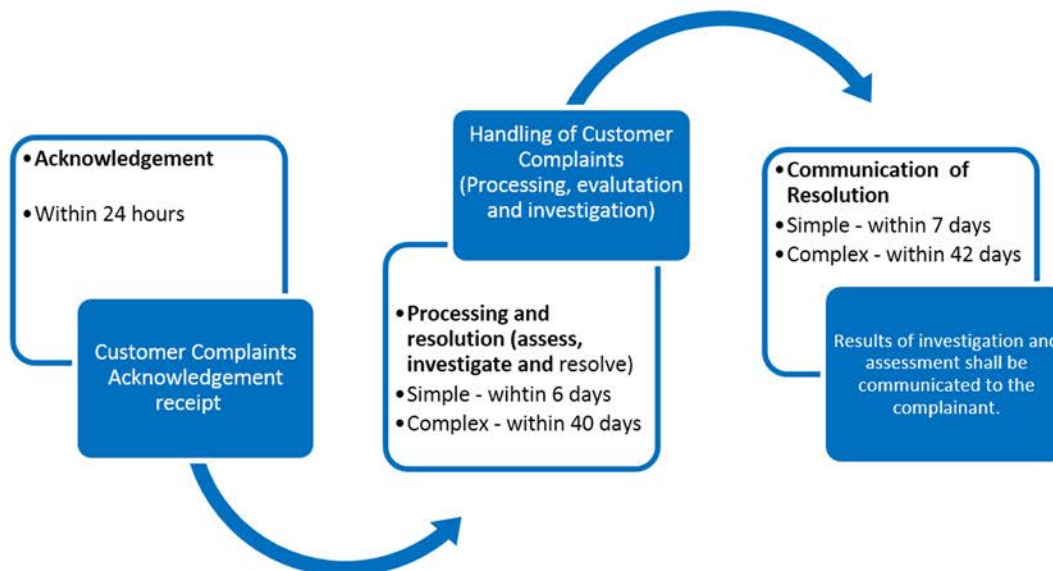 •Acknowledgement
•Within 24 hours
Customer Complaints
Acknowledgement
receipt
Handling of Customer
Complaints
(Processing, evalutation
and investigation)
•Processing and
resolution (assess,
investigate and resolve)
•Simple - wihtin 6 days
•Complex - within 40 days
•Communication of
Resolution
•Simple - within 7 days
•Complex - within 42 days
Results of investigation and
assessment shall be
communicated to the
complainant.